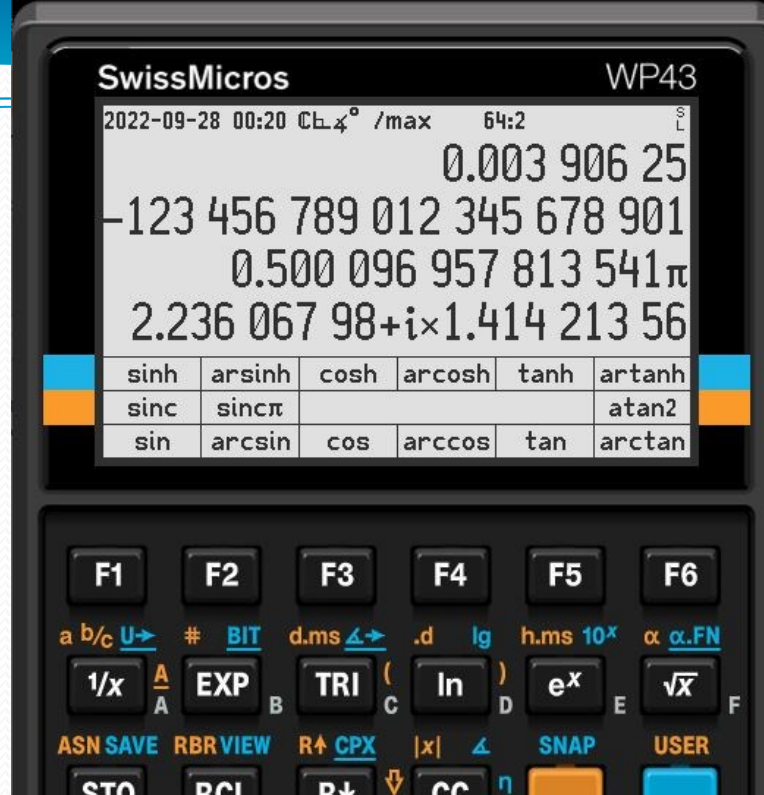 SwissMicros WP43
2022-09-28 00:20 ℂ∟∡° /max 64:2 S L
0.003 906 25
-123 456 789 012 345 678 901
0.500 096 957 813 541π
2.236 067 98+i×1.414 213 56
sinh arsinh cosh arcosh tanh artanh
sinc sincπ atan2
sin arcsin cos arccos tan arctan
F1 F2 F3 F4 F5 F6
a b/c U→ # BIT d.ms ∡→ .d lg h.ms 10ˣ α α.FN
1/x A A EXP B TRI ( C ln ) D eˣ E √x F
ASN SAVE RBR VIEW R↑ CPX |x| ∡ SNAP USER
STO RCL R↓ ⇩ CC η